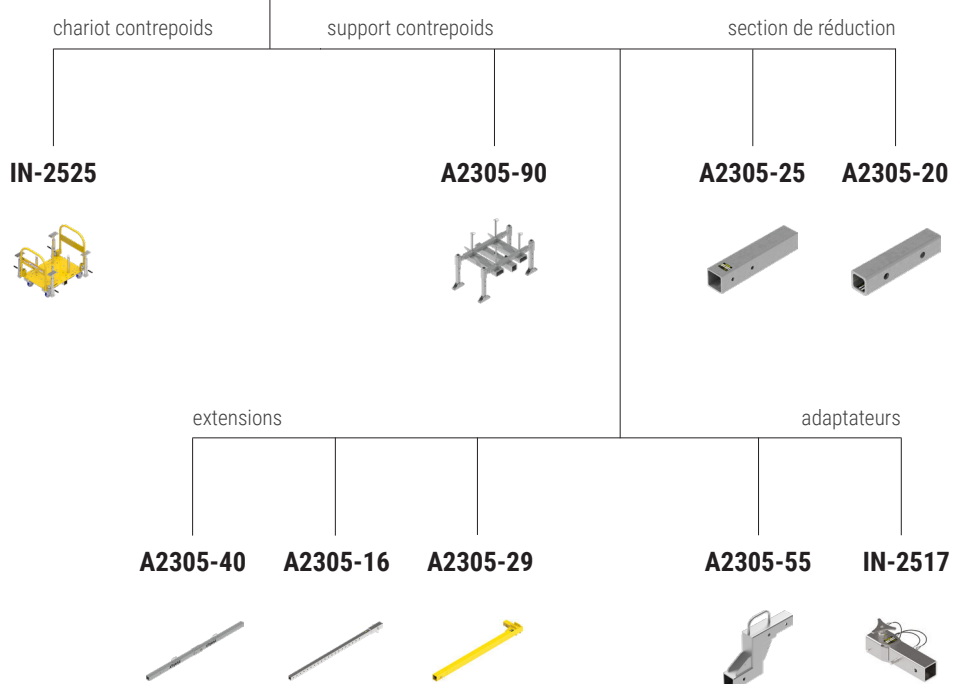 chariot contrepoids
support contrepoids
section de réduction
IN-2525
A2305-90
A2305-25
A2305-20
extensions
adaptateurs
A2305-40
A2305-16
A2305-29
A2305-55
IN-2517